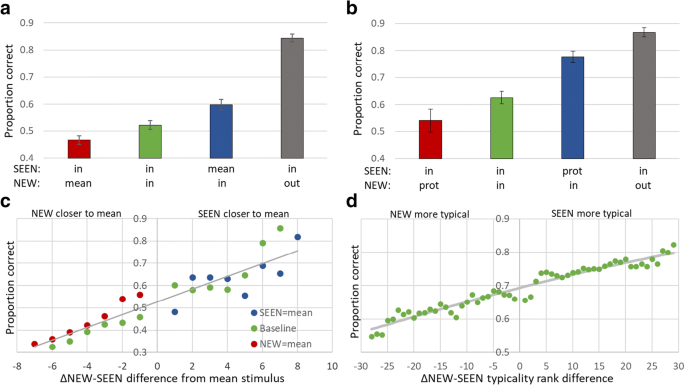 a
Proportion correct
0.9
0.8
0.7
0.6
0.5
0.4
SEEN: in in mean in
NEW: mean in in out
b
Proportion correct
0.9
0.8
0.7
0.6
0.5
0.4
SEEN: in in prot in
NEW: prot in in out
c
NEW closer to mean SEEN closer to mean
Proportion correct
0.9
0.8
0.7
0.6
0.5
0.4
0.3
SEEN=mean
Baseline
NEW=mean
-8 -6 -4 -2 0 2 4 6 8
ΔNEW-SEEN difference from mean stimulus
d
NEW more typical SEEN more typical
Proportion correct
0.9
0.8
0.7
0.6
0.5
-30 -25 -20 -15 -10 -5 0 5 10 15 20 25 30
ΔNEW-SEEN typicality rank difference